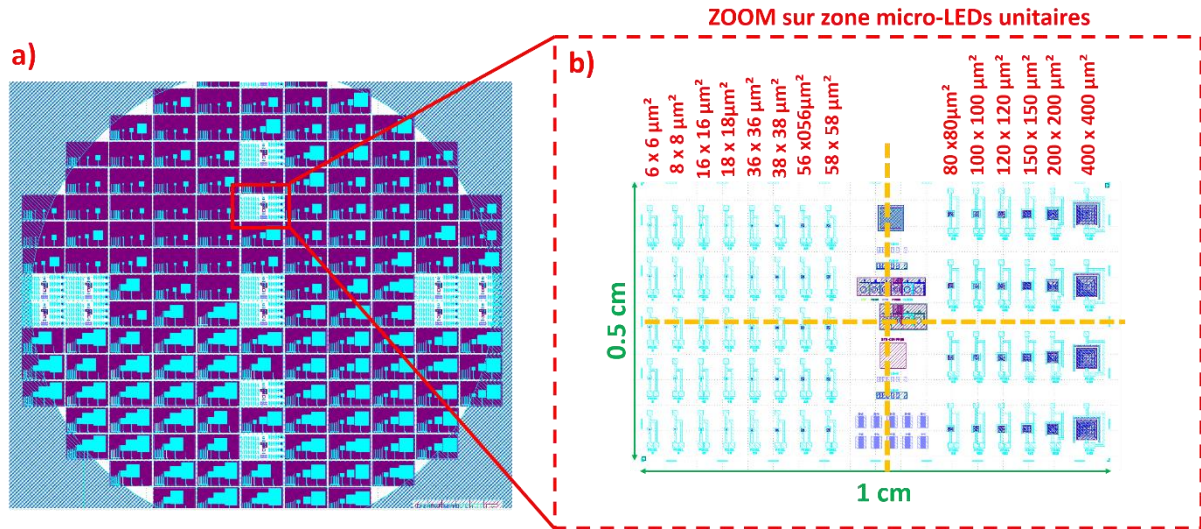 ZOOM sur zone micro-LEDs unitaires
a)
b)
6 x 6 µm²
8 x 8 µm²
16 x 16 µm²
18 x 18µm²
36 x 36 µm²
38 x 38 µm²
56 x056µm²
58 x 58 µm²
80 x80µm²
100 x 100 µm²
120 x 120 µm²
150 x 150 µm²
200 x 200 µm²
400 x 400 µm²
0.5 cm
1 cm